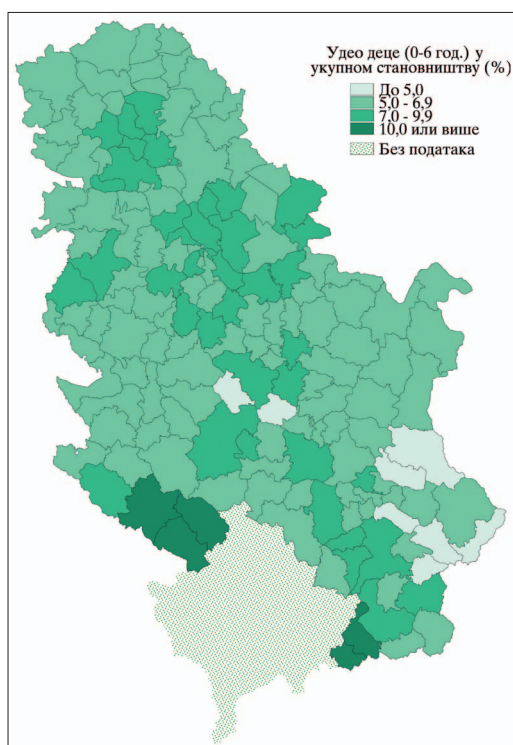 Удео деце (0-6 год.) у
укупном становништву (%)
До 5,0
5,0 - 6,9
7,0 - 9,9
10,0 или више
Без података